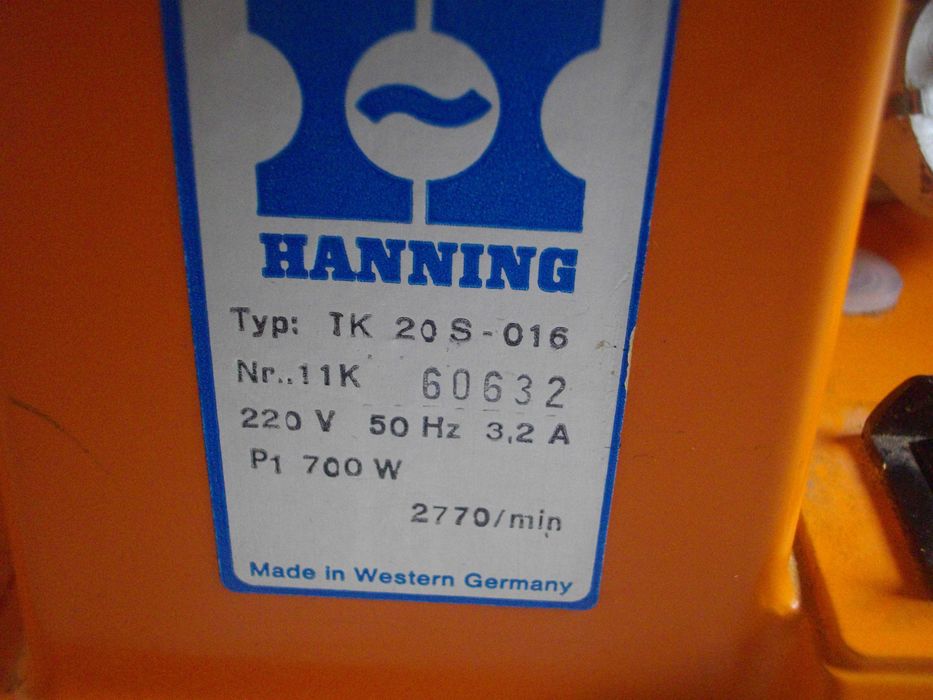 HANNING
Typ: TK 20 S-016
Nr..11K 60632
220 V 50 Hz 3,2 A
P1 700 W
2770/min
Made in Western Germany